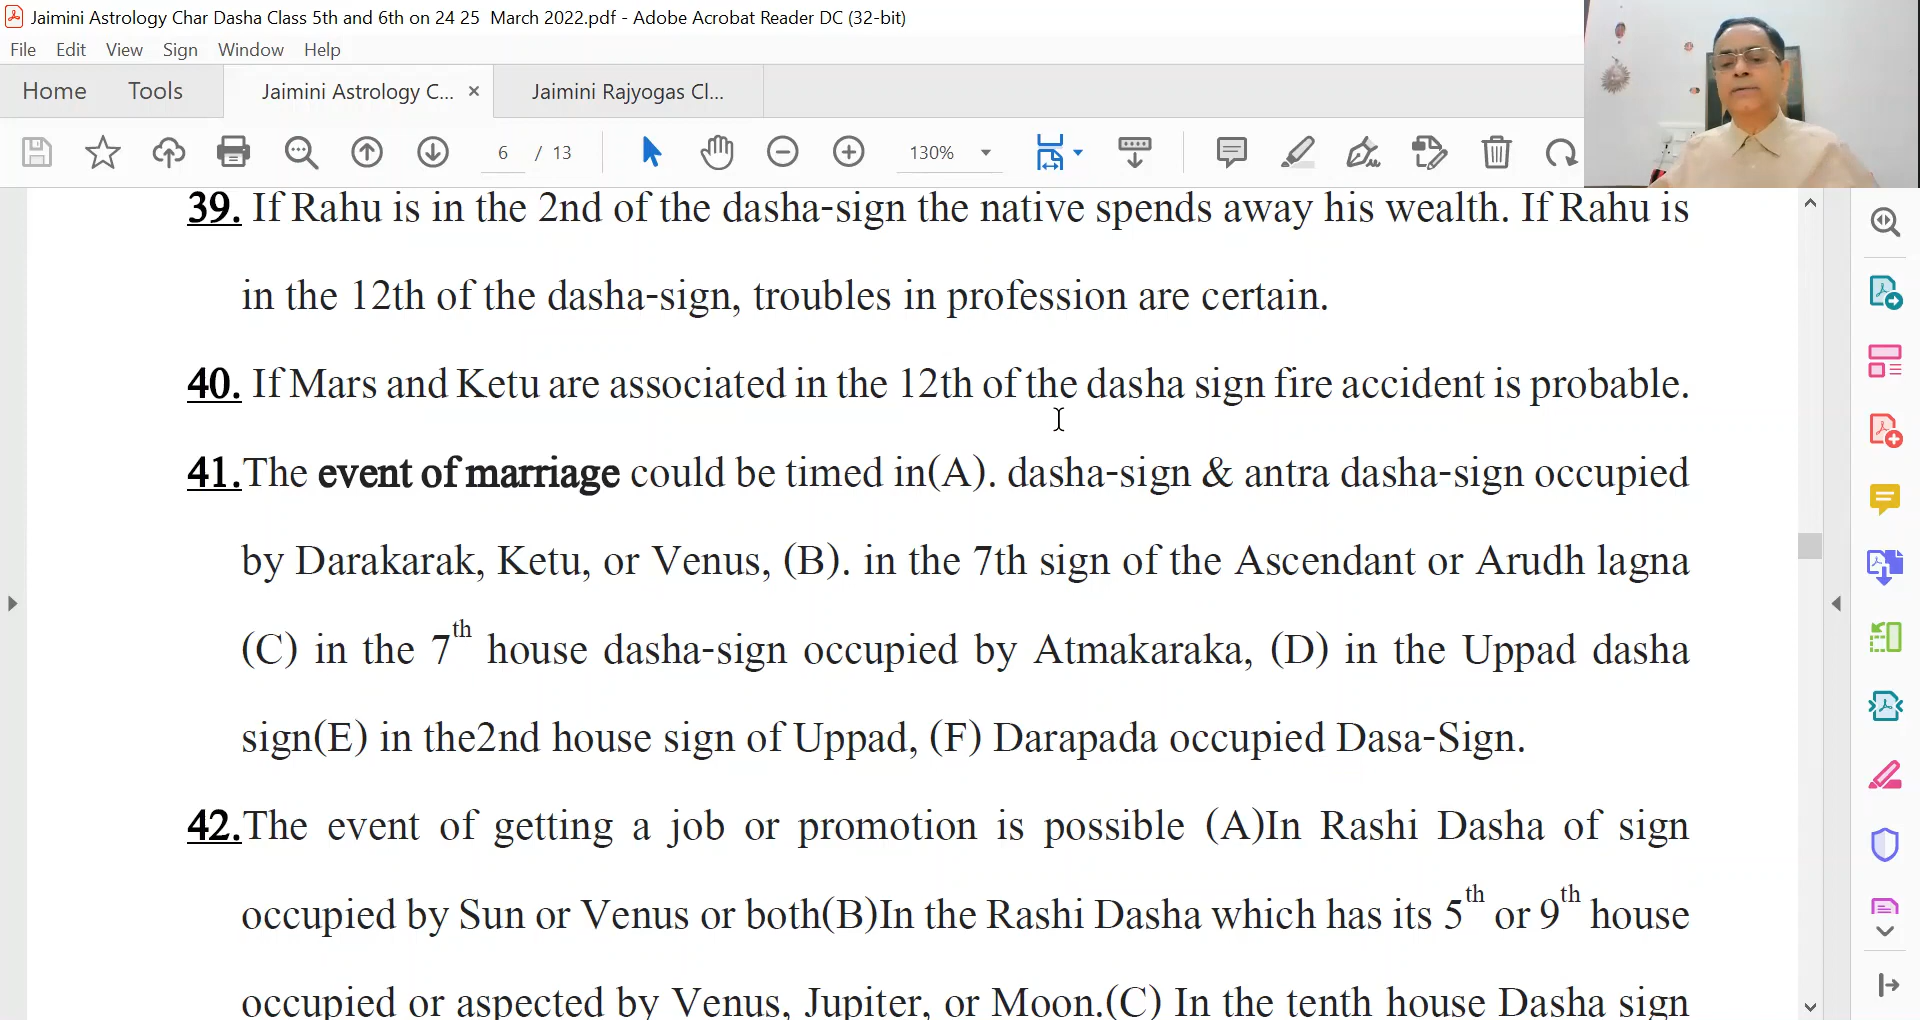 Jaimini Astrology Char Dasha Class 5th and 6th on 24 25 March 2022.pdf - Adobe Acrobat Reader DC (32-bit)
File Edit View Sign Window Help
Home Tools Jaimini Astrology C... × Jaimini Rajyogas Cl...
6 / 13 130%
39. If Rahu is in the 2nd of the dasha-sign the native spends away his wealth. If Rahu is
in the 12th of the dasha-sign, troubles in profession are certain.
40. If Mars and Ketu are associated in the 12th of the dasha sign fire accident is probable.
41.The event of marriage could be timed in(A). dasha-sign & antra dasha-sign occupied
by Darakarak, Ketu, or Venus, (B). in the 7th sign of the Ascendant or Arudh lagna
(C) in the 7th house dasha-sign occupied by Atmakaraka, (D) in the Uppad dasha
sign(E) in the2nd house sign of Uppad, (F) Darapada occupied Dasa-Sign.
42.The event of getting a job or promotion is possible (A)In Rashi Dasha of sign
occupied by Sun or Venus or both(B)In the Rashi Dasha which has its 5th or 9th house
occupied or aspected by Venus, Jupiter, or Moon.(C) In the tenth house Dasha sign